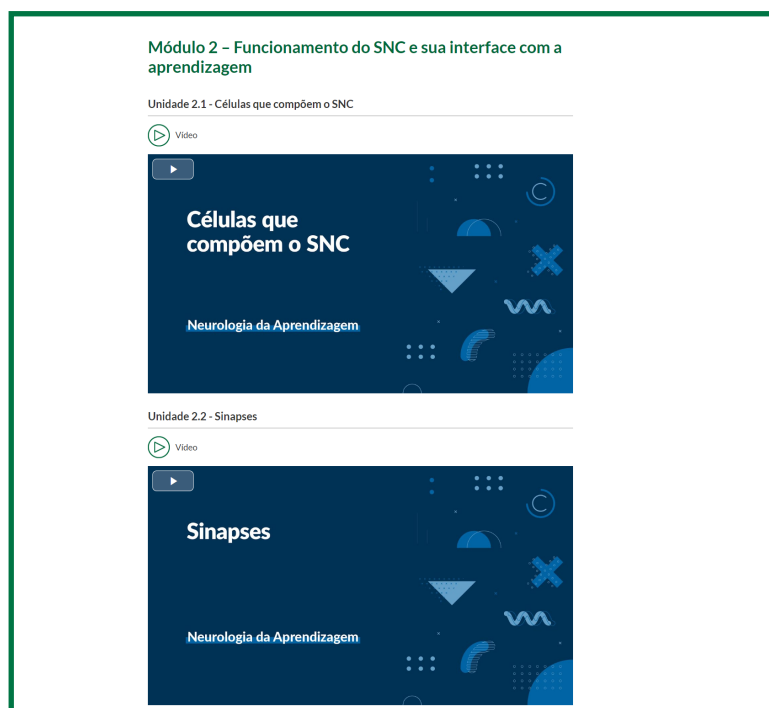 Módulo 2 – Funcionamento do SNC e sua interface com a
aprendizagem
Unidade 2.1 - Células que compõem o SNC
Vídeo
Células que
compõem o SNC
Neurologia da Aprendizagem
Unidade 2.2 - Sinapses
Vídeo
Sinapses
Neurologia da Aprendizagem